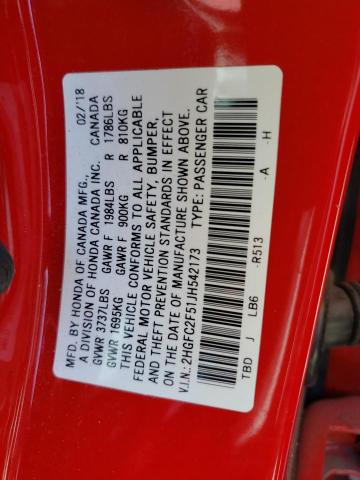 MFD. BY HONDA OF CANADA MFG., 02/'18
A DIVISION OF HONDA CANADA INC. CANADA
GVWR 3737LBS GAWR F 1984LBS R 1786LBS
GVWR 1695KG GAWR F 900KG R 810KG
THIS VEHICLE CONFORMS TO ALL APPLICABLE
FEDERAL MOTOR VEHICLE SAFETY, BUMPER,
AND THEFT PREVENTION STANDARDS IN EFFECT
ON THE DATE OF MANUFACTURE SHOWN ABOVE.
V.I.N.: 2HGFC2F51JH542173 TYPE: PASSENGER CAR
TBD J LB6 -R513 -A -H